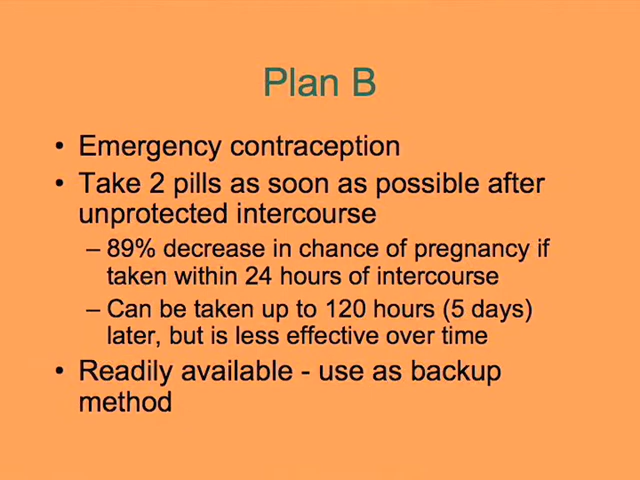 Plan B
• Emergency contraception
• Take 2 pills as soon as possible after
unprotected intercourse
– 89% decrease in chance of pregnancy if
taken within 24 hours of intercourse
– Can be taken up to 120 hours (5 days)
later, but is less effective over time
• Readily available - use as backup
method